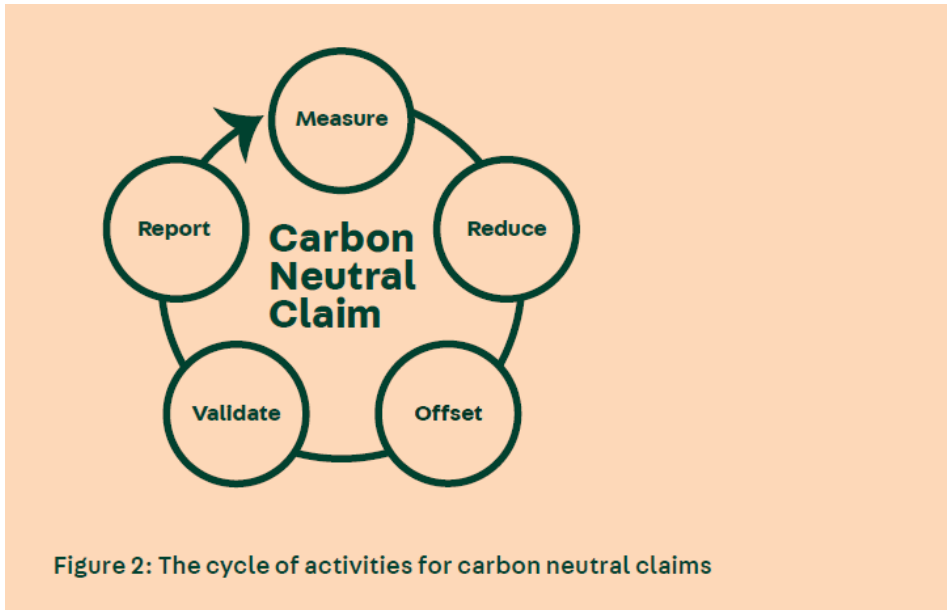 Measure
Reduce
Offset
Validate
Report
Carbon
Neutral
Claim
Figure 2: The cycle of activities for carbon neutral claims